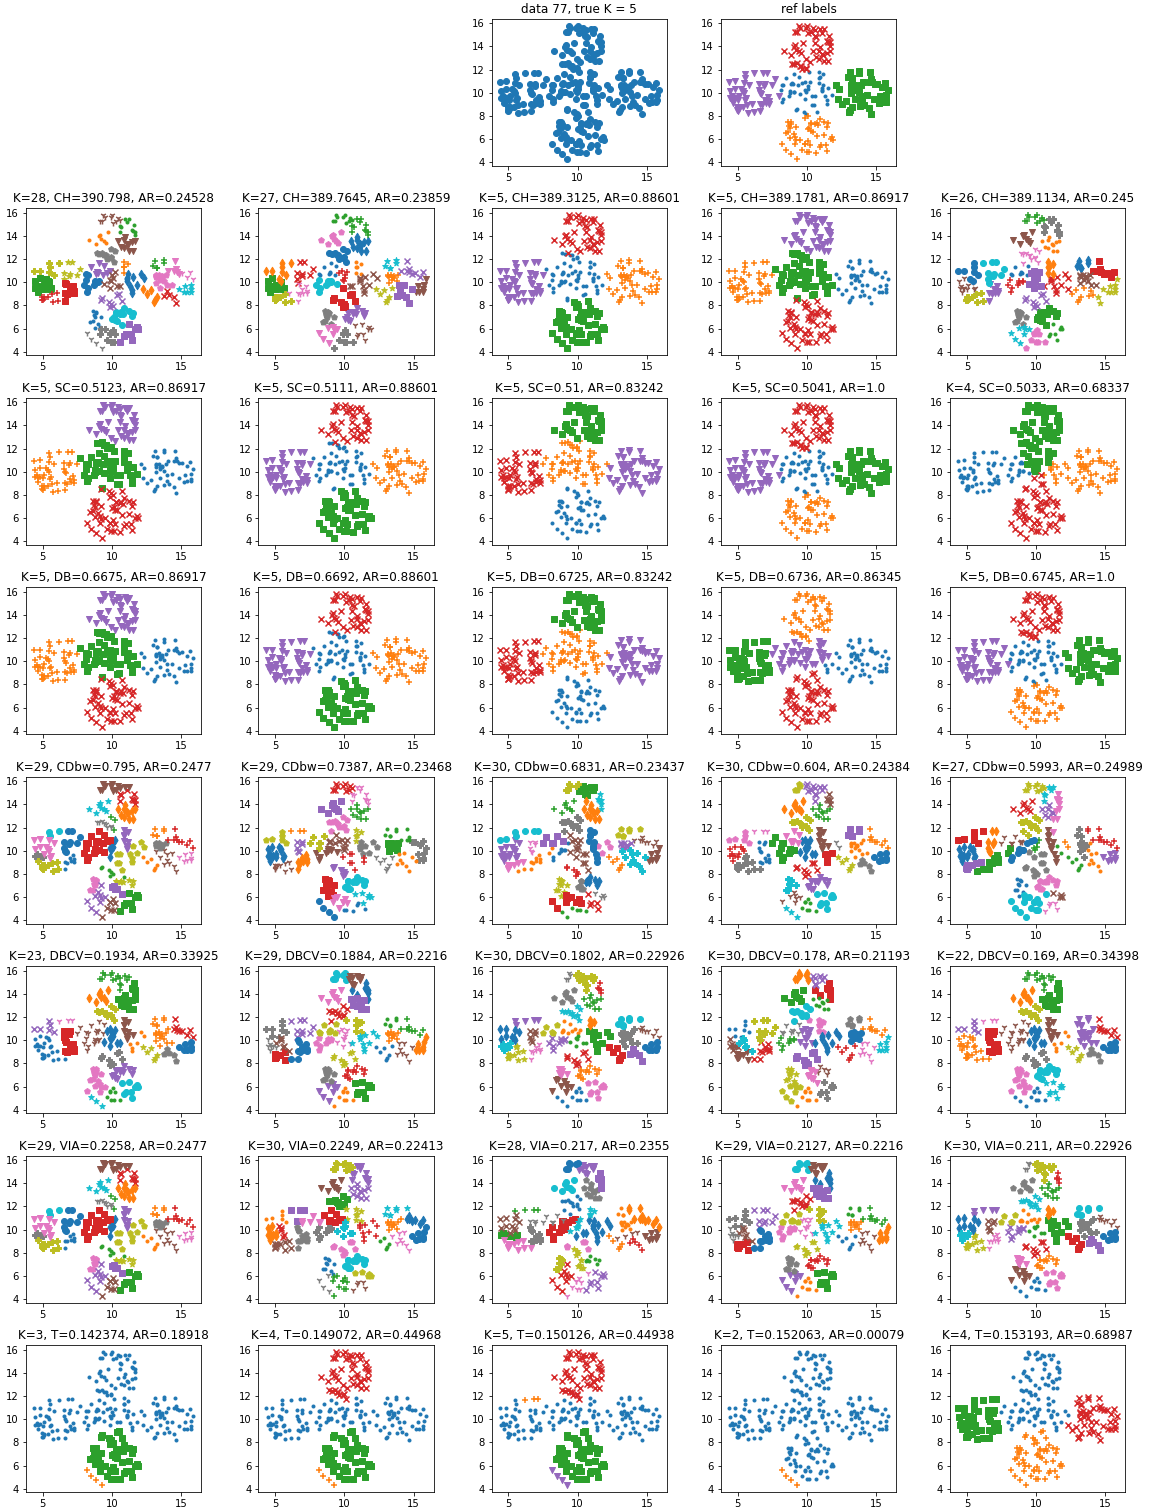 data 77, true K = 5
ref labels
K=28, CH=390.798, AR=0.24528
K=27, CH=389.7645, AR=0.23859
K=5, CH=389.3125, AR=0.88601
K=5, CH=389.1781, AR=0.86917
K=26, CH=389.1134, AR=0.245
K=5, SC=0.5123, AR=0.86917
K=5, SC=0.5111, AR=0.88601
K=5, SC=0.51, AR=0.83242
K=5, SC=0.5041, AR=1.0
K=4, SC=0.5033, AR=0.68337
K=5, DB=0.6675, AR=0.86917
K=5, DB=0.6692, AR=0.88601
K=5, DB=0.6725, AR=0.83242
K=5, DB=0.6736, AR=0.86345
K=5, DB=0.6745, AR=1.0
K=29, CDbw=0.795, AR=0.2477
K=29, CDbw=0.7387, AR=0.23468
K=30, CDbw=0.6831, AR=0.23437
K=30, CDbw=0.604, AR=0.24384
K=27, CDbw=0.5993, AR=0.24989
K=23, DBCV=0.1934, AR=0.33925
K=29, DBCV=0.1884, AR=0.2216
K=30, DBCV=0.1802, AR=0.22926
K=30, DBCV=0.178, AR=0.21193
K=22, DBCV=0.169, AR=0.34398
K=29, VIA=0.2258, AR=0.2477
K=30, VIA=0.2249, AR=0.22413
K=28, VIA=0.217, AR=0.2355
K=29, VIA=0.2127, AR=0.2216
K=30, VIA=0.211, AR=0.22926
K=3, T=0.142374, AR=0.18918
K=4, T=0.149072, AR=0.44968
K=5, T=0.150126, AR=0.44938
K=2, T=0.152063, AR=0.00079
K=4, T=0.153193, AR=0.68987